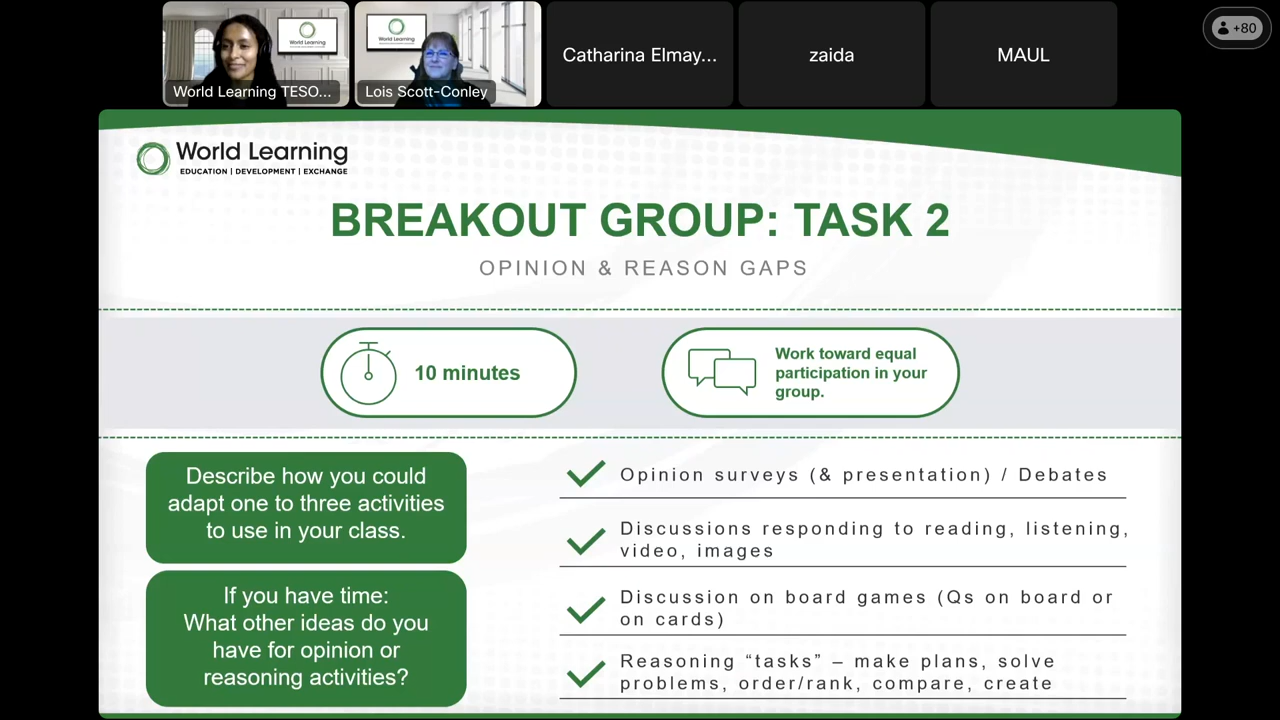 World Learning
World Learning
World Learning TESO...
Lois Scott-Conley
Catharina Elmay...
zaida
MAUL
+80
World Learning
EDUCATION | DEVELOPMENT | EXCHANGE
BREAKOUT GROUP: TASK 2
OPINION & REASON GAPS
10 minutes
Work toward equal
participation in your
group.
Describe how you could
adapt one to three activities
to use in your class.
If you have time:
What other ideas do you
have for opinion or
reasoning activities?
Opinion surveys (& presentation) / Debates
Discussions responding to reading, listening,
video, images
Discussion on board games (Qs on board or
on cards)
Reasoning “tasks” – make plans, solve
problems, order/rank, compare, create